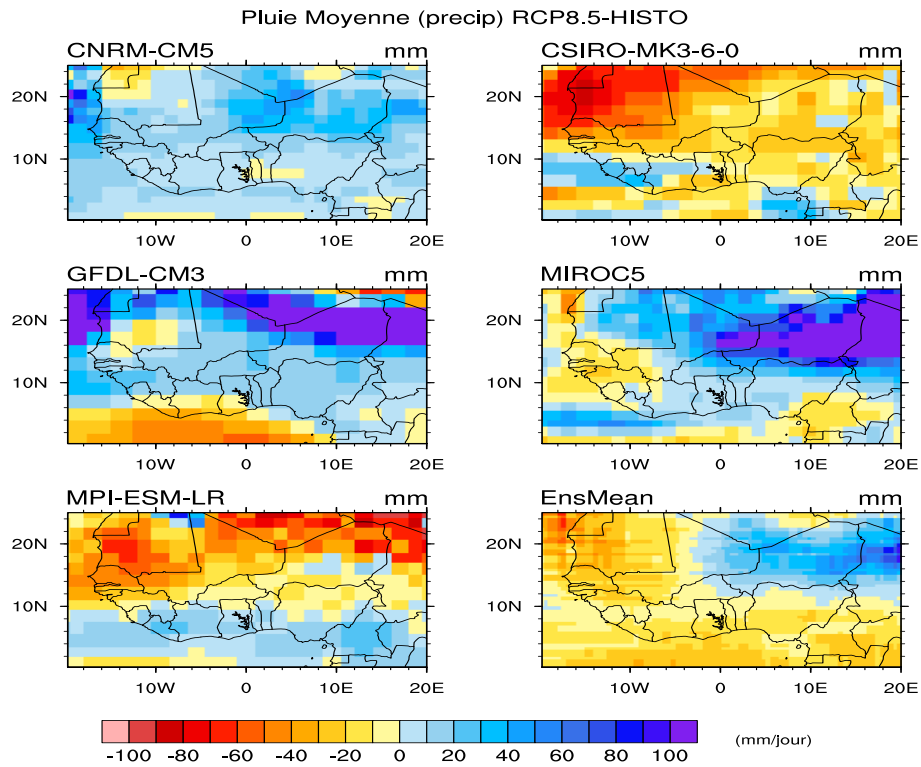 Pluie Moyenne (precip) RCP8.5-HISTO
CNRM-CM5 mm
CSIRO-MK3-6-0 mm
20N
10N
10W 0 10E 20E
20N
10N
10W 0 10E 20E
GFDL-CM3 mm
MIROC5 mm
20N
10N
10W 0 10E 20E
20N
10N
10W 0 10E 20E
MPI-ESM-LR mm
EnsMean mm
20N
10N
10W 0 10E 20E
20N
10N
10W 0 10E 20E
-100 -80 -60 -40 -20 0 20 40 60 80 100 (mm/jour)